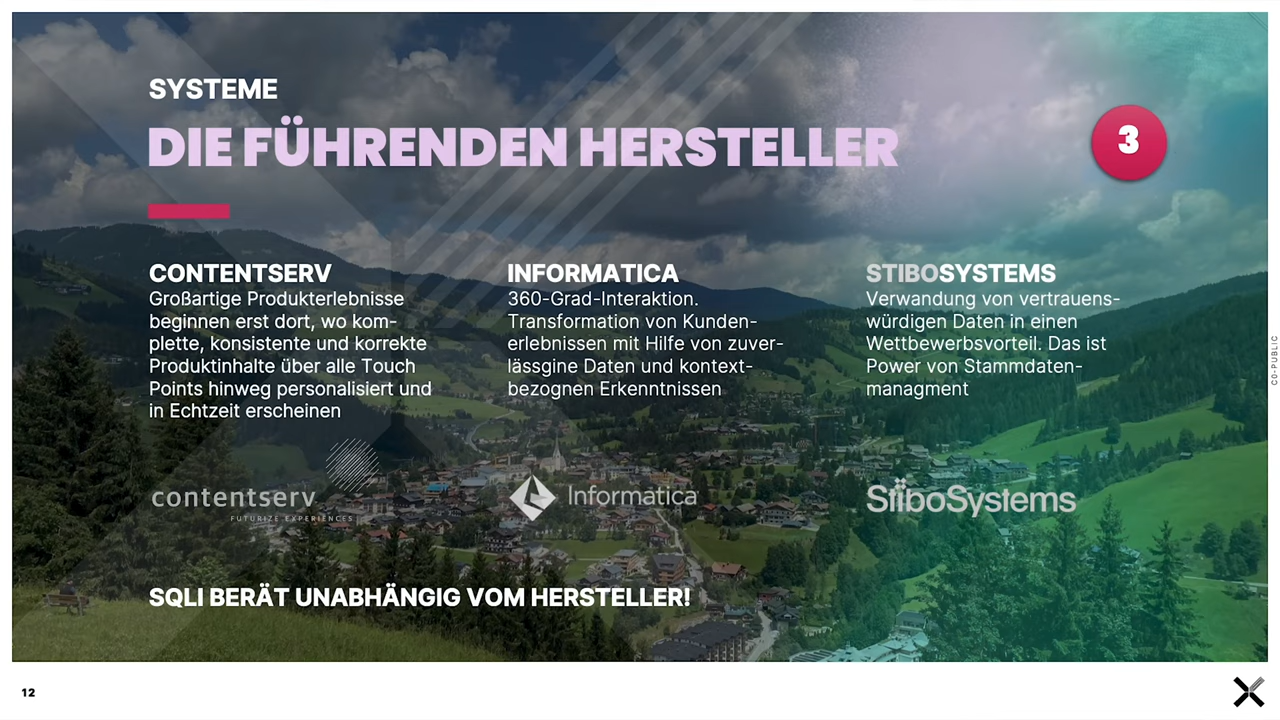 SYSTEME
DIE FÜHRENDEN HERSTELLER
3
CONTENTSERV
Großartige Produkterlebnisse
beginnen erst dort, wo kom-
plette, konsistente und korrekte
Produktinhalte über alle Touch
Points hinweg personalisiert und
in Echtzeit erscheinen
contentserv
FUTURIZE EXPERIENCES
INFORMATICA
360-Grad-Interaktion.
Transformation von Kunden-
erlebnissen mit Hilfe von zuver-
lässgine Daten und kontext-
bezognen Erkenntnissen
Informatica
STIBOSYSTEMS
Verwandung von vertrauens-
würdigen Daten in einen
Wettbewerbsvorteil. Das ist
Power von Stammdaten-
managment
StiboSystems
SQLI BERÄT UNABHÄNGIG VOM HERSTELLER!
C0-PUBLIC
12